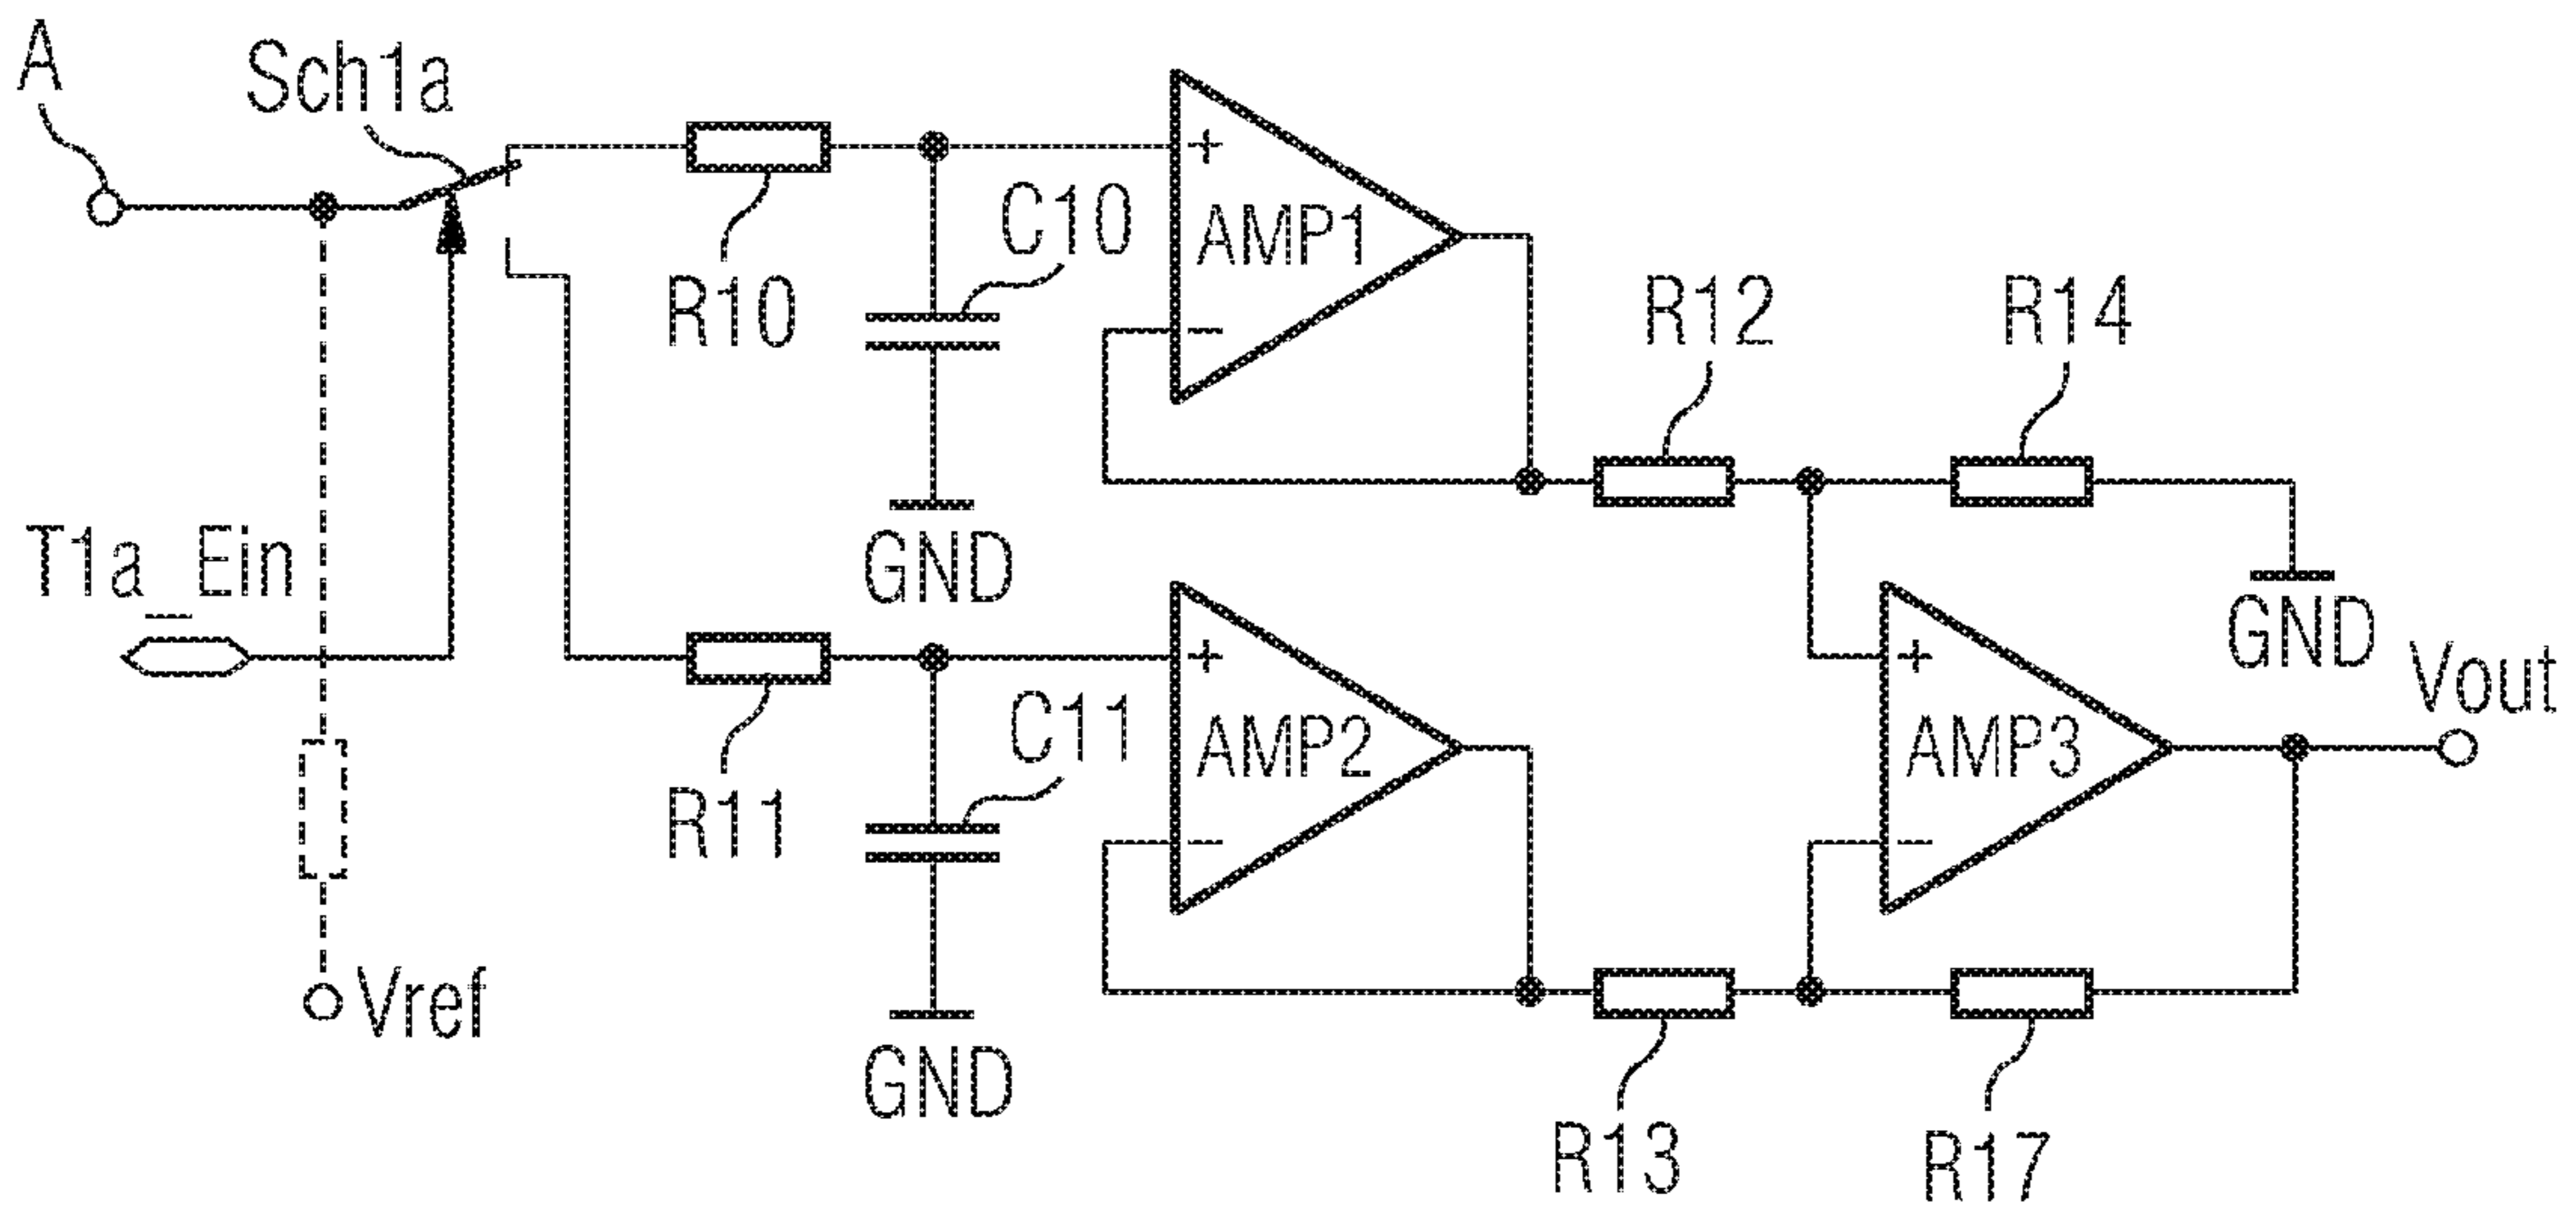 A
Sch1a
+
C10
AMP1
R10
-
R12
R14
T1a_Ein
GND
GND
+
+
Vout
C11
AMP2
AMP3
R11
-
-
Vref
GND
R13
R17